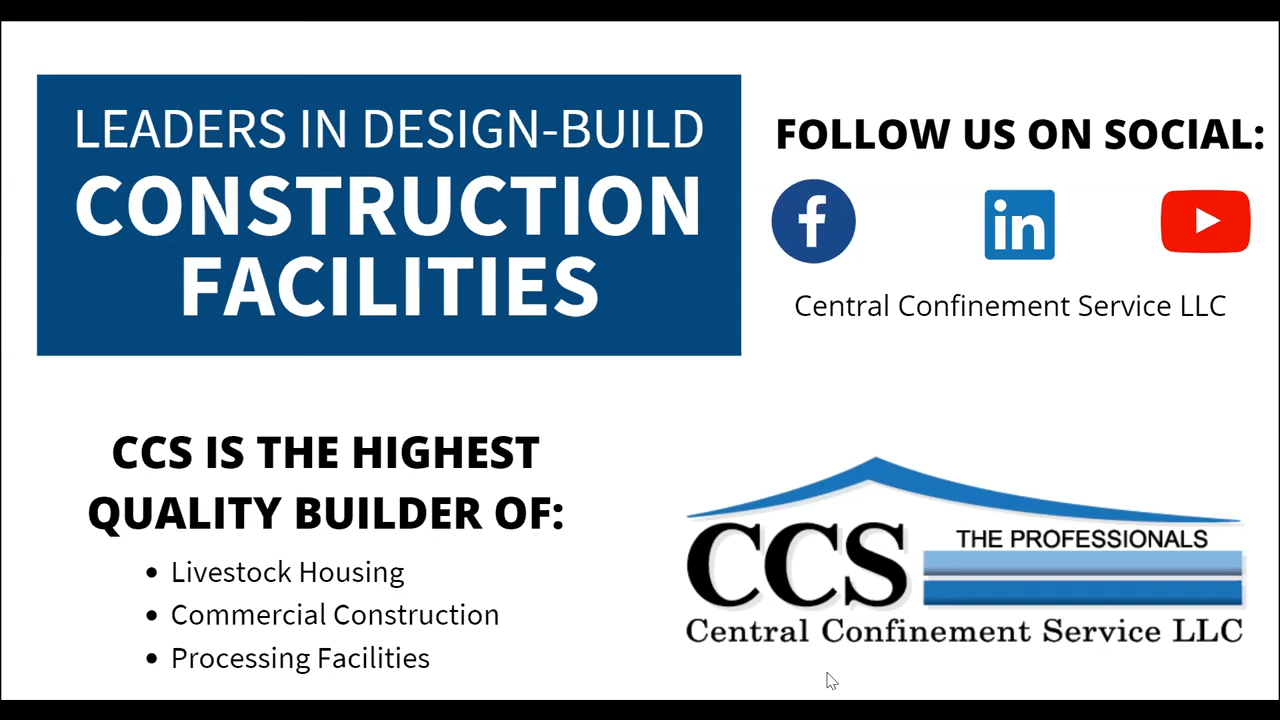 LEADERS IN DESIGN-BUILD
CONSTRUCTION
FACILITIES
FOLLOW US ON SOCIAL:
f
in
Central Confinement Service LLC
CCS IS THE HIGHEST
QUALITY BUILDER OF:
• Livestock Housing
• Commercial Construction
• Processing Facilities
CCS
THE PROFESSIONALS
Central Confinement Service LLC